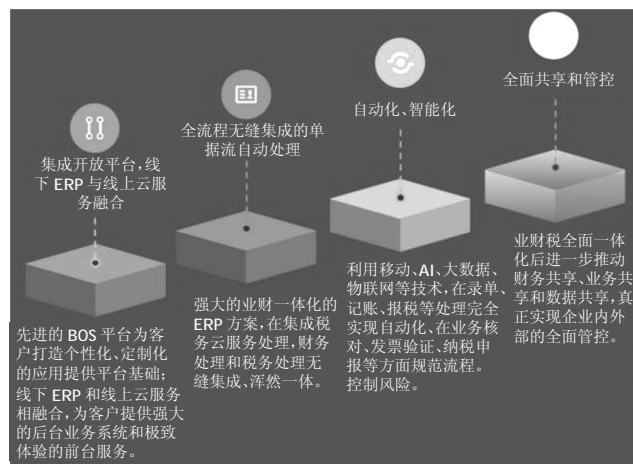 集成开放平台,线
下 ERP 与线上云服
务融合
先进的 BOS 平台为客
户打造个性化、定制化
的应用提供平台基础;
线下 ERP 和线上云服务
相融合,为客户提供强大
的后台业务系统和极致
体验的前台服务。
全流程无缝集成的单
据流自动处理
强大的业财一体化的
ERP 方案,在集成税
务云服务处理,财务
处理和税务处理无
缝集成、浑然一体。
自动化、智能化
利用移动、AI、大数据、
物联网等技术,在录单、
记账、报税等处理完全
实现自动化、在业务核
对、发票验证、纳税申
报等方面规范流程。
控制风险。
全面共享和管控
业财税全面一体
化后进一步推动
财务共享、业务共
享和数据共享,真
正实现企业内外
部的全面管控。